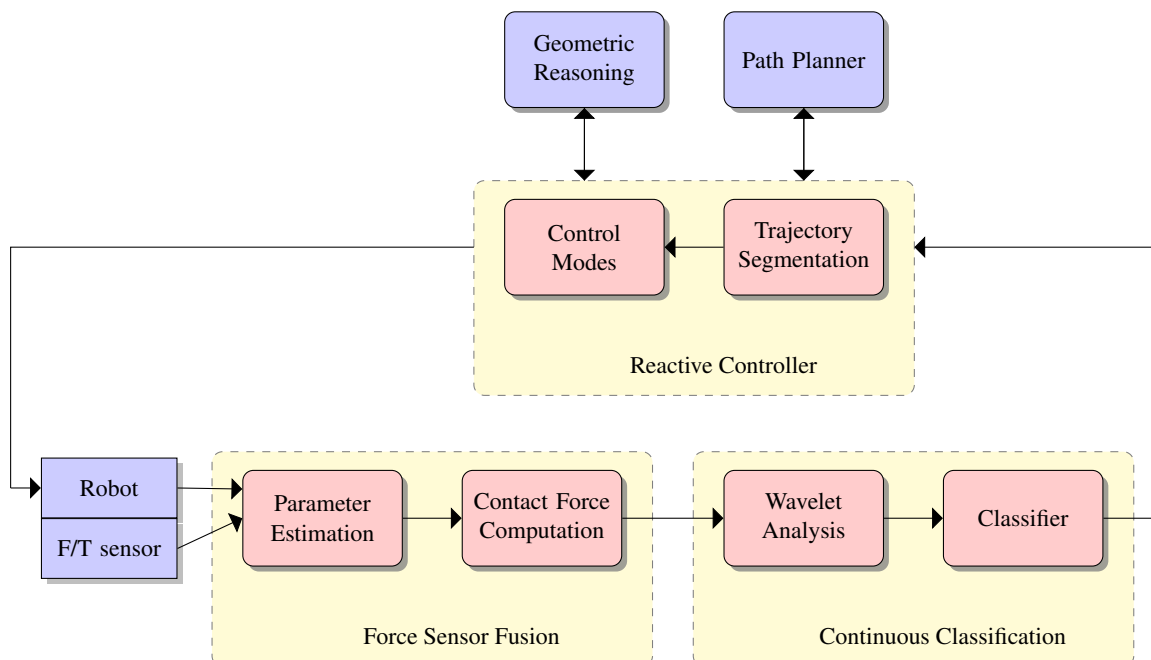 Geometric
Reasoning
Path Planner
Control
Modes
Trajectory
Segmentation
Reactive Controller
Robot
F/T sensor
Parameter
Estimation
Contact Force
Computation
Wavelet
Analysis
Classifier
Force Sensor Fusion
Continuous Classification